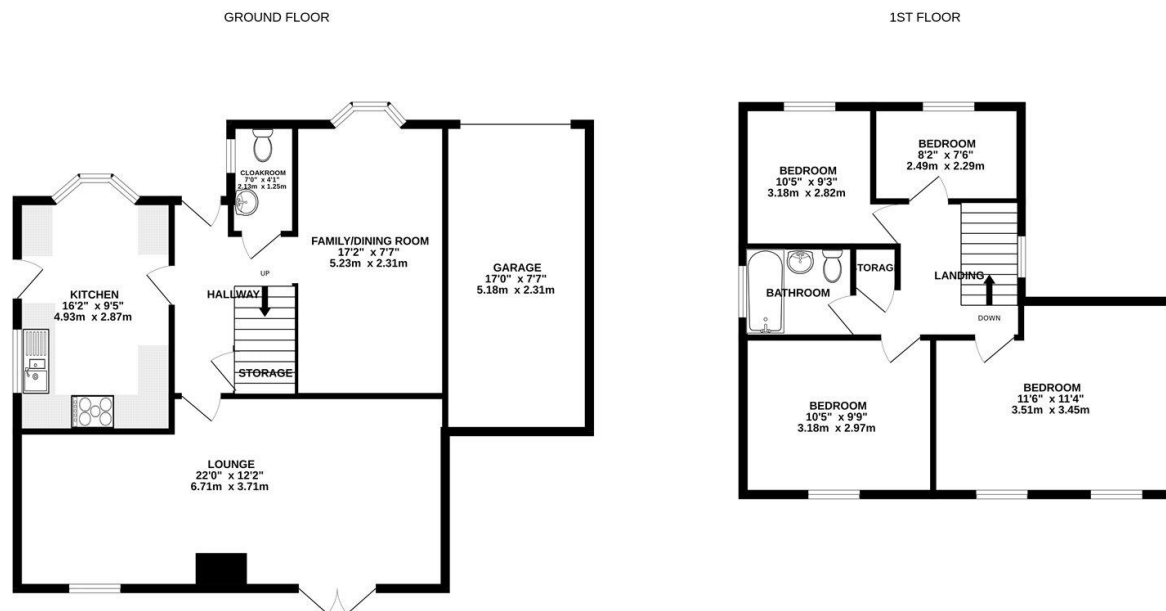 GROUND FLOOR
1ST FLOOR
CLOAKROOM
7'0" x 4'1"
2.13m x 1.25m
FAMILY/DINING ROOM
17'2" x 7'7"
5.23m x 2.31m
GARAGE
17'0" x 7'7"
5.18m x 2.31m
UP
HALLWAY
KITCHEN
16'2" x 9'5"
4.93m x 2.87m
STORAGE
LOUNGE
22'0" x 12'2"
6.71m x 3.71m
BEDROOM
10'5" x 9'3"
3.18m x 2.82m
BEDROOM
8'2" x 7'6"
2.49m x 2.29m
STORAGE
LANDING
BATHROOM
DOWN
BEDROOM
10'5" x 9'9"
3.18m x 2.97m
BEDROOM
11'6" x 11'4"
3.51m x 3.45m